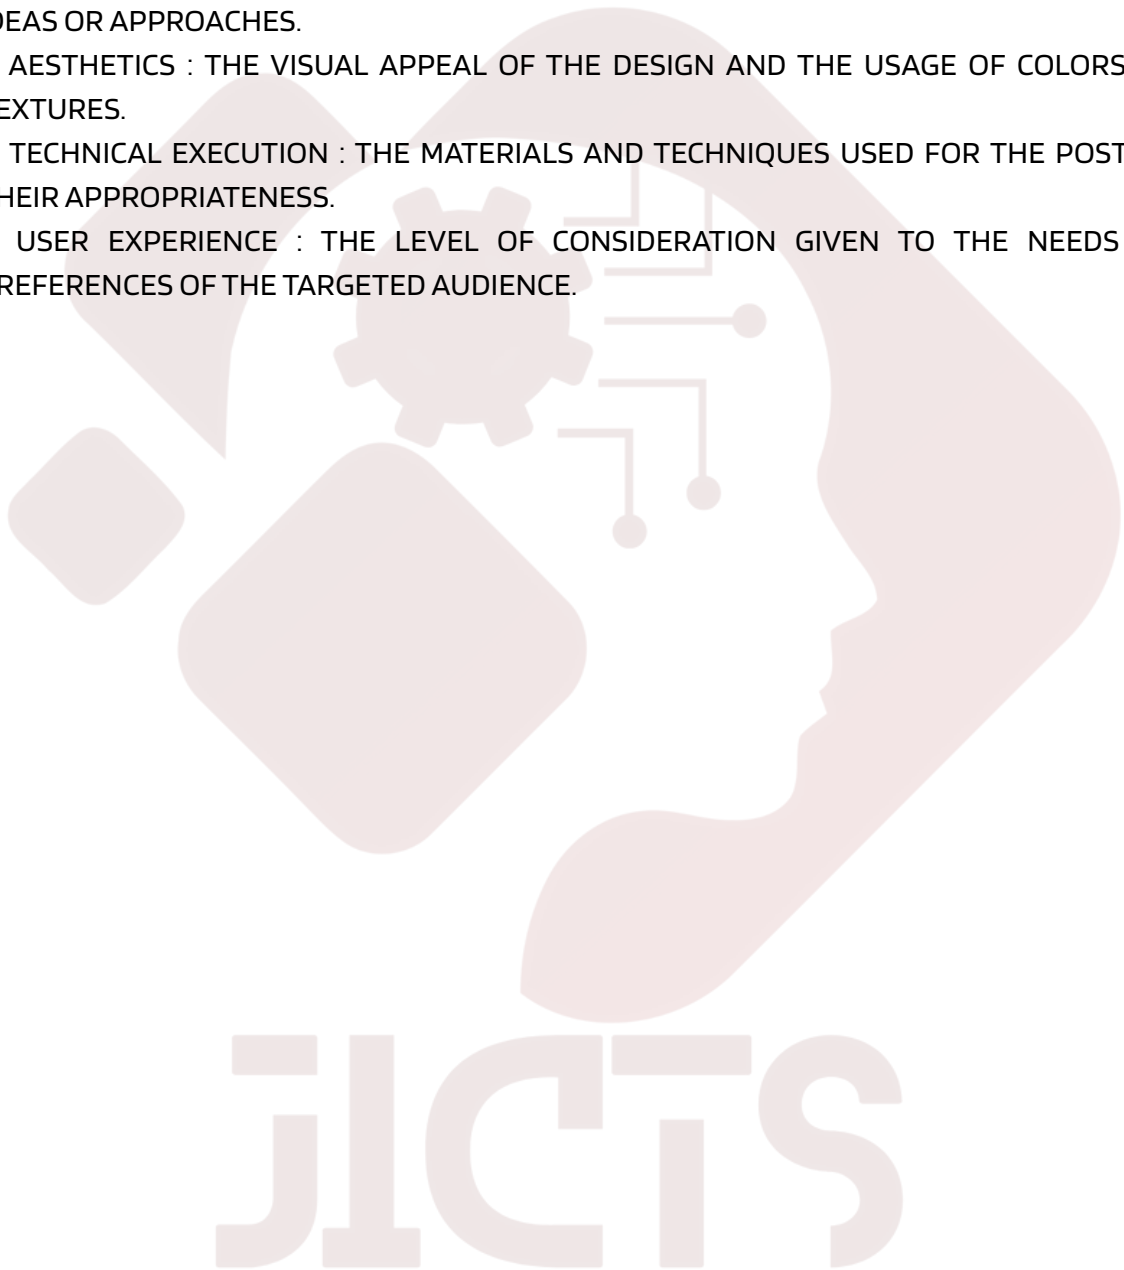 DEAS OR APPROACHES.
AESTHETICS : THE VISUAL APPEAL OF THE DESIGN AND THE USAGE OF COLORS
EXTURES.
TECHNICAL EXECUTION : THE MATERIALS AND TECHNIQUES USED FOR THE POST
HEIR APPROPRIATENESS.
USER EXPERIENCE : THE LEVEL OF CONSIDERATION GIVEN TO THE NEEDS
REFERENCES OF THE TARGETED AUDIENCE.
JICTS